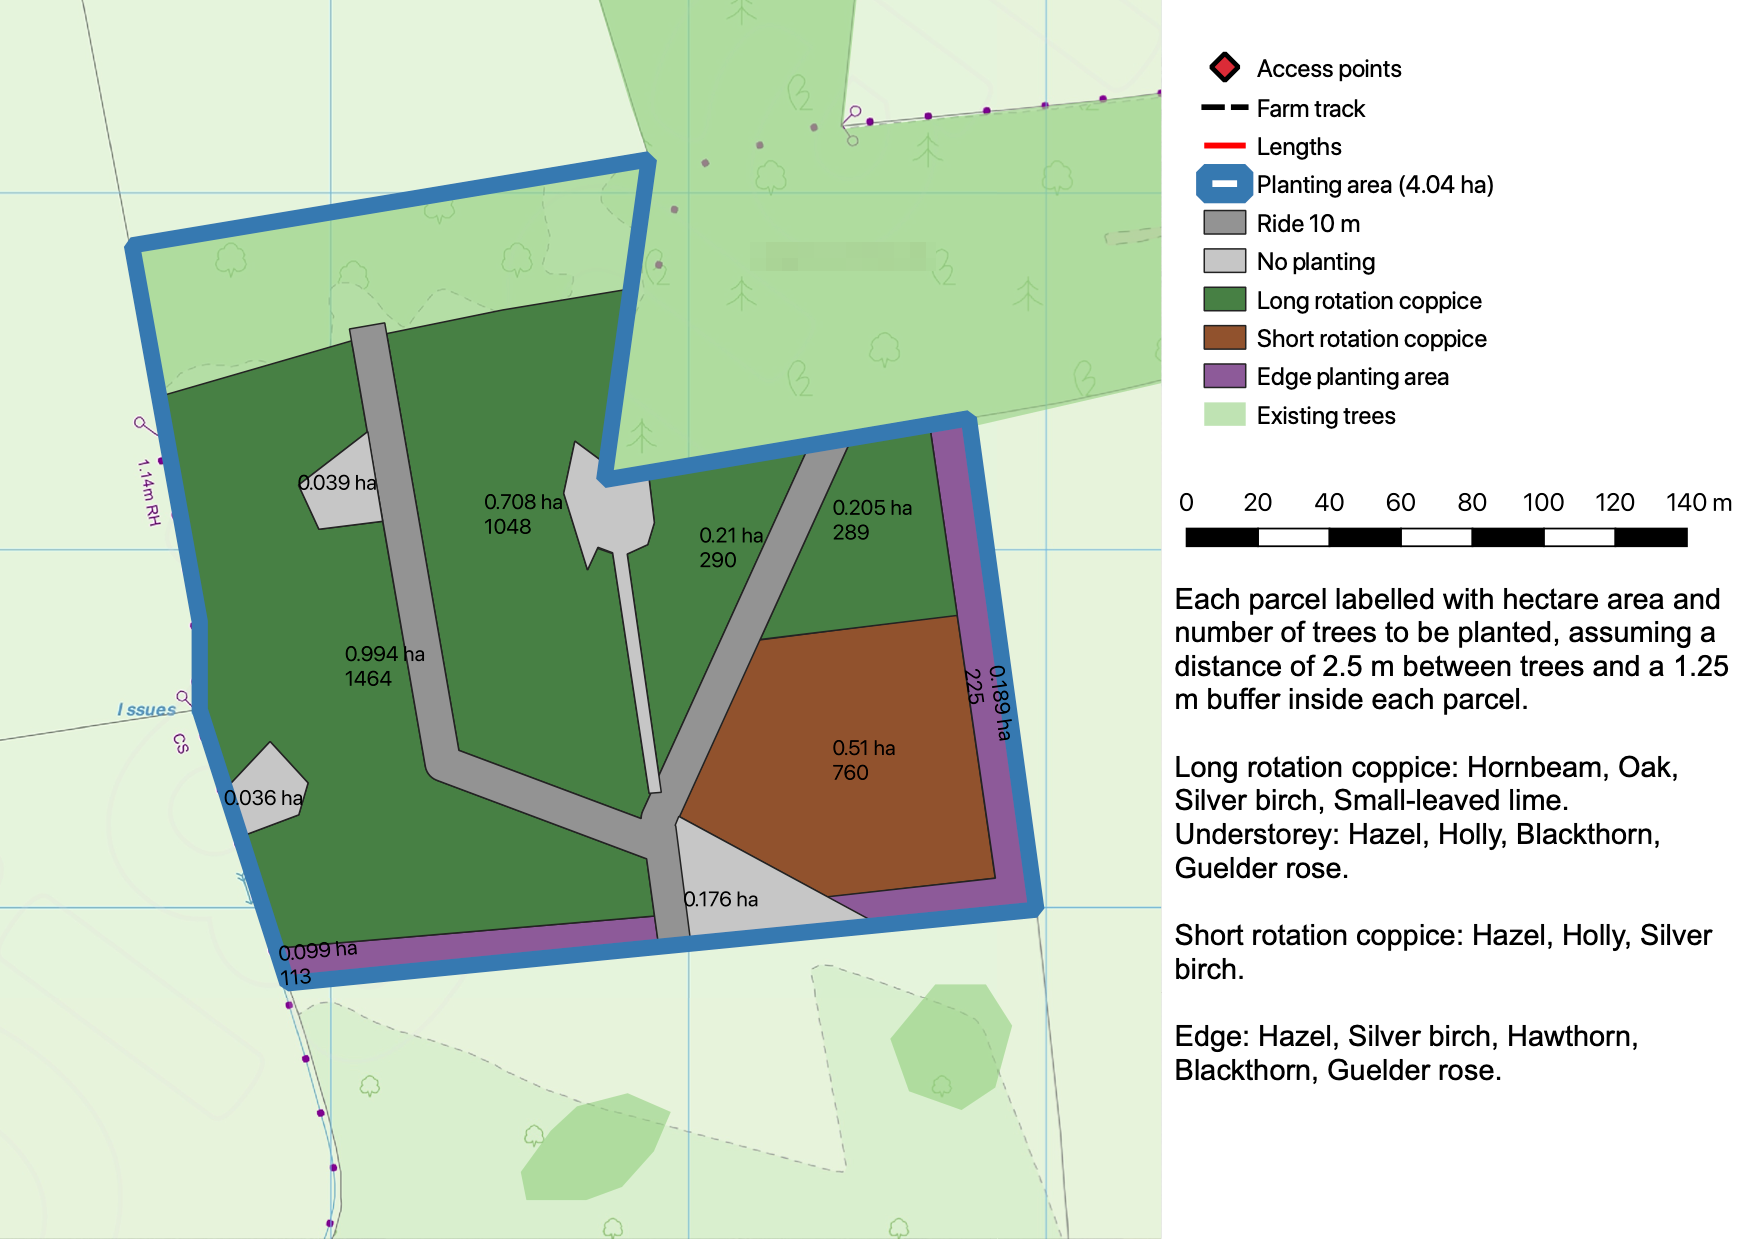 Access points
Farm track
Lengths
Planting area (4.04 ha)
Ride 10 m
No planting
Long rotation coppice
Short rotation coppice
Edge planting area
Existing trees
0 20 40 60 80 100 120 140 m
Each parcel labelled with hectare area and
number of trees to be planted, assuming a
distance of 2.5 m between trees and a 1.25
m buffer inside each parcel.
Long rotation coppice: Hornbeam, Oak,
Silver birch, Small-leaved lime.
Understorey: Hazel, Holly, Blackthorn,
Guelder rose.
Short rotation coppice: Hazel, Holly, Silver
birch.
Edge: Hazel, Silver birch, Hawthorn,
Blackthorn, Guelder rose.
0.039 ha
1.14m RH
0.708 ha
1048
0.21 ha
290
0.205 ha
289
0.994 ha
1464
0.189 ha
225
Issues
CS
0.51 ha
760
0.036 ha
0.176 ha
0.099 ha
113